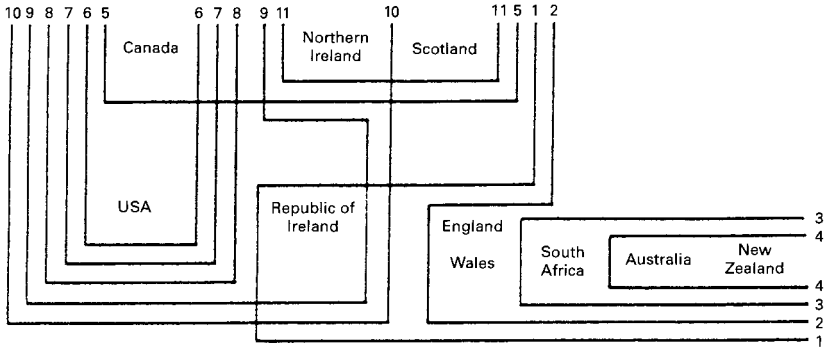 10 9 8 7 6 5 6 7 8 9 11 10 11 5 1 2
Canada
Northern
Ireland
Scotland
USA
Republic of
Ireland
England
Wales
South
Africa
Australia
New
Zealand
3
4
4
3
2
1